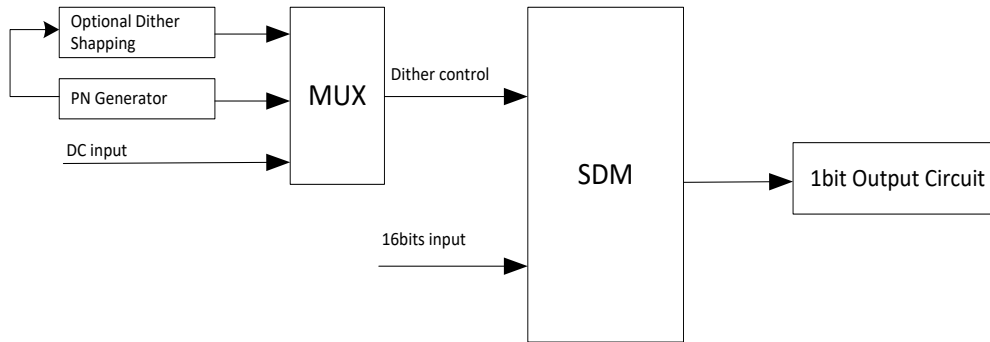 Optional Dither
Shapping
PN Generator
DC input
MUX
Dither control
16bits input
SDM
1bit Output Circuit